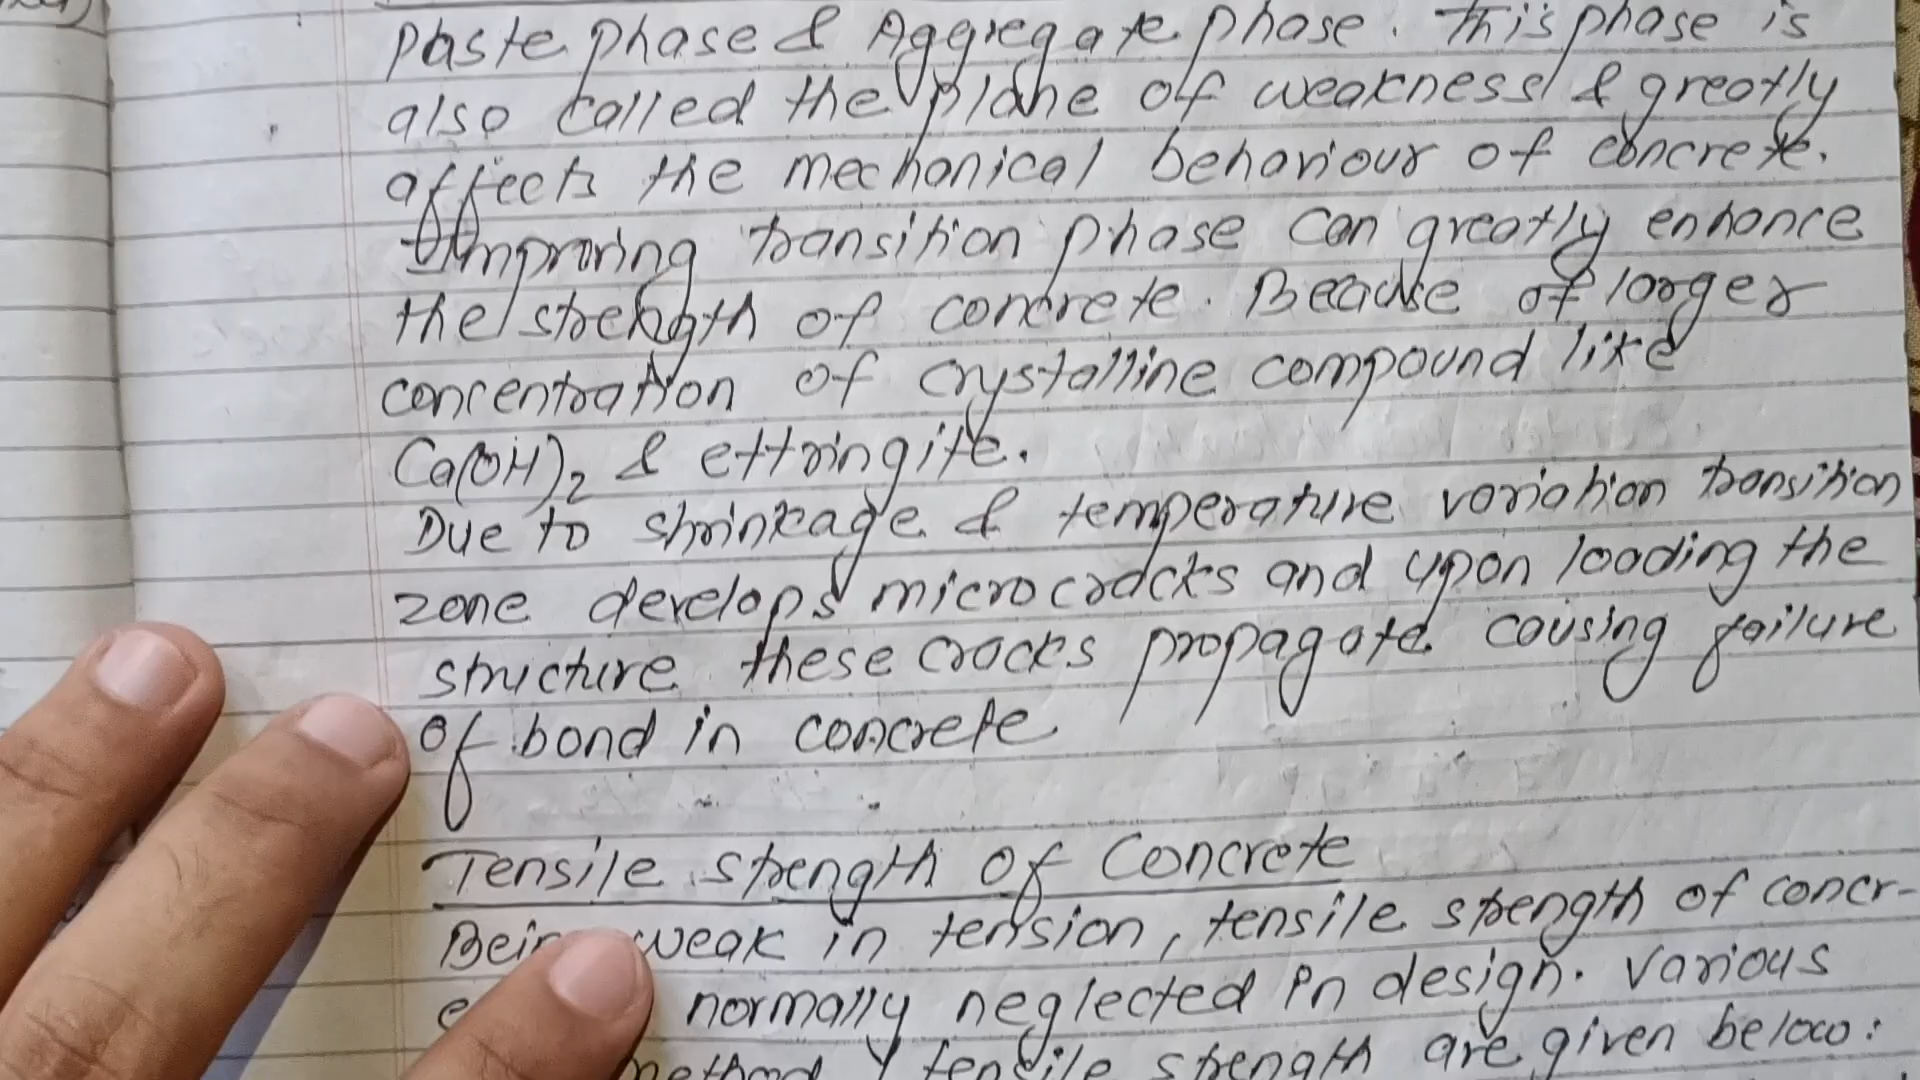 Paste phase & Aggregate phase. This phase is
also called the plane of weakness & greatly
affects the mechanical behaviour of concrete.
Improving transition phase can greatly enhance
the strength of concrete. Because of larger
concentration of crystalline compound like
Ca(OH)₂ & ettringite.
Due to shrinkage & temperature variation transition
zone develops microcracks and upon loading the
structure these cracks propagate causing failure
of bond in concrete
Tensile strength of Concrete
weak in tension, tensile strength of concr-
normally neglected in design. Various
method tensile strength are given below: